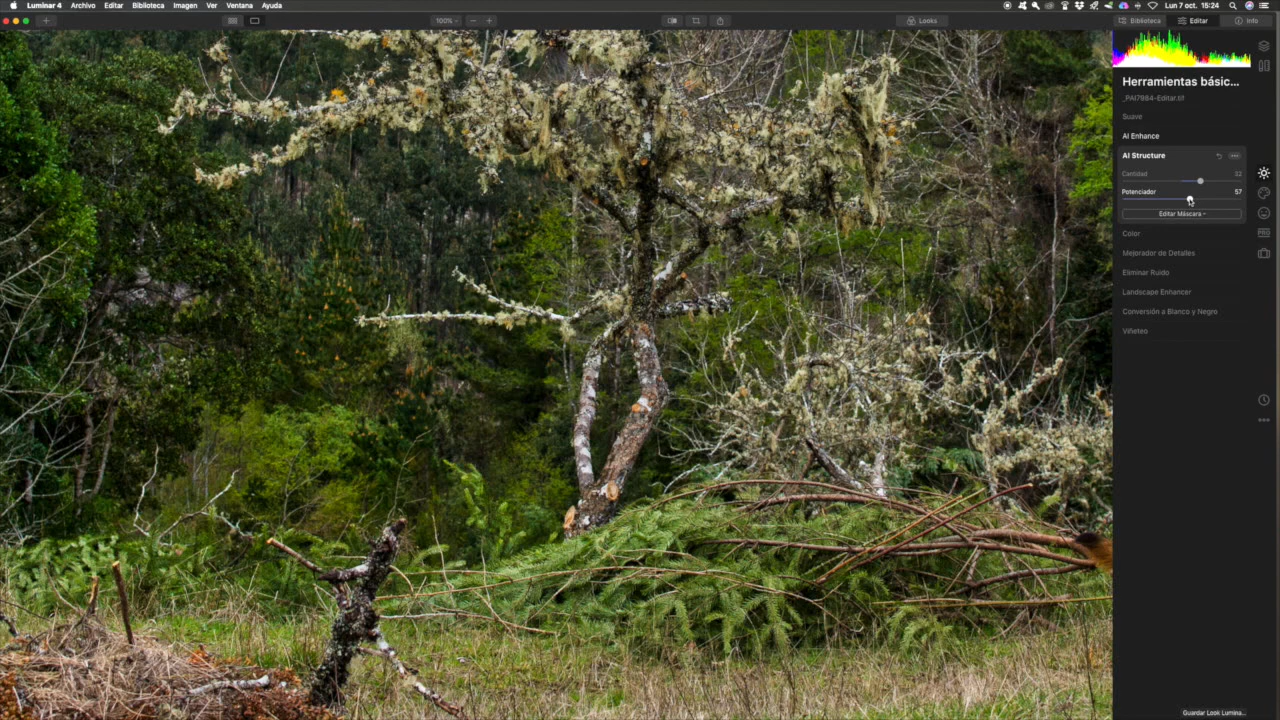 Luminar 4 Archivo Editar Biblioteca Imagen Ver Ventana Ayuda Lun 7 oct. 15:24
100% Looks Biblioteca Editar Info
Herramientas básic...
_PAI7984-Editar.tif
Suave
AI Enhance
AI Structure
Cantidad 32
Potenciador 57
Editar Máscara
Color
Mejorador de Detalles
Eliminar Ruido
PRO
Landscape Enhancer
Conversión a Blanco y Negro
Viñeteo
Guardar Look Lumina...